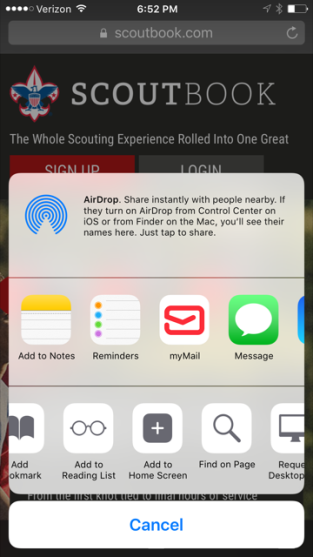 Verizon 6:52 PM
scoutbook.com
SCOUTBOOK
The Whole Scouting Experience Rolled Into One Great
SIGN UP LOGIN
AirDrop. Share instantly with people nearby. If
they turn on AirDrop from Control Center on
iOS or from Finder on the Mac, you'll see their
names here. Just tap to share.
Add to Notes Reminders myMail Message
Add Add to Add to Find on Page Reque
okmark Reading List Home Screen Desktop
From the first knot tied to final hours of service
Cancel